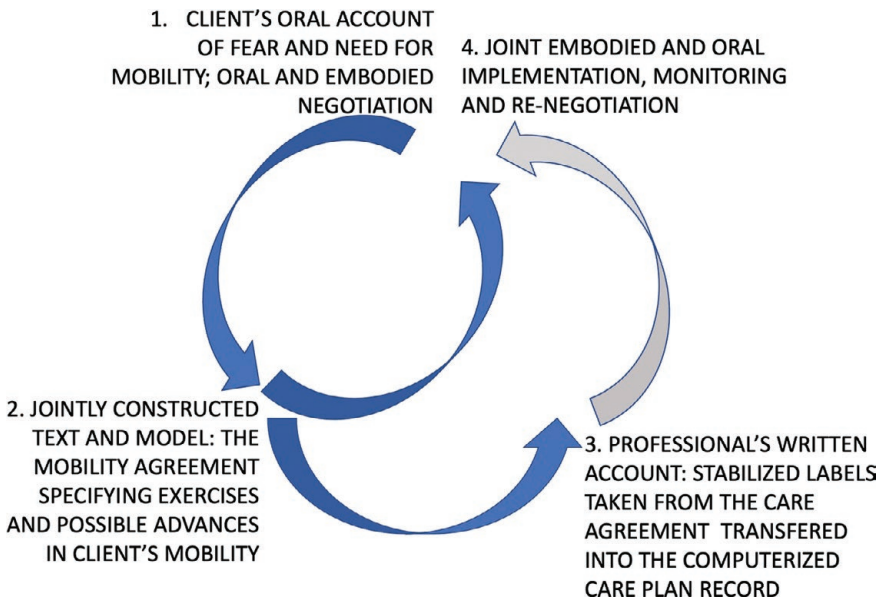 1. CLIENT'S ORAL ACCOUNT
OF FEAR AND NEED FOR
MOBILITY; ORAL AND EMBODIED
NEGOTIATION
2. JOINTLY CONSTRUCTED
TEXT AND MODEL: THE
MOBILITY AGREEMENT
SPECIFYING EXERCISES
AND POSSIBLE ADVANCES
IN CLIENT'S MOBILITY
3. PROFESSIONAL'S WRITTEN
ACCOUNT: STABILIZED LABELS
TAKEN FROM THE CARE
AGREEMENT TRANSFERED
INTO THE COMPUTERIZED
CARE PLAN RECORD
4. JOINT EMBODIED AND ORAL
IMPLEMENTATION, MONITORING
AND RE-NEGOTIATION